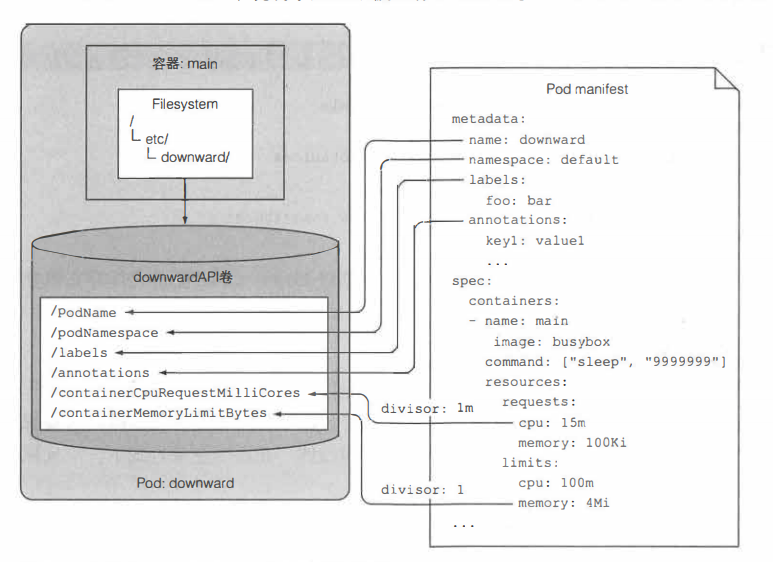 容器: main
Filesystem
/
etc/
downward/
downwardAPI卷
/PodName
/podNamespace
/labels
/annotations
/containerCpuRequestMilliCores
/containerMemoryLimitBytes
Pod: downward
divisor: 1m
divisor: 1
Pod manifest
metadata:
name: downward
namespace: default
labels:
foo: bar
annotations:
key1: value1
...
spec:
containers:
- name: main
image: busybox
command: ["sleep", "9999999"]
resources:
requests:
cpu: 15m
memory: 100Ki
limits:
cpu: 100m
memory: 4Mi
...